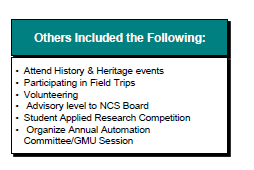 Others Included the Following:
• Attend History & Heritage events
• Participating in Field Trips
• Volunteering
• Advisory level to NCS Board
• Student Applied Research Competition
• Organize Annual Automation
Committee/GMU Session